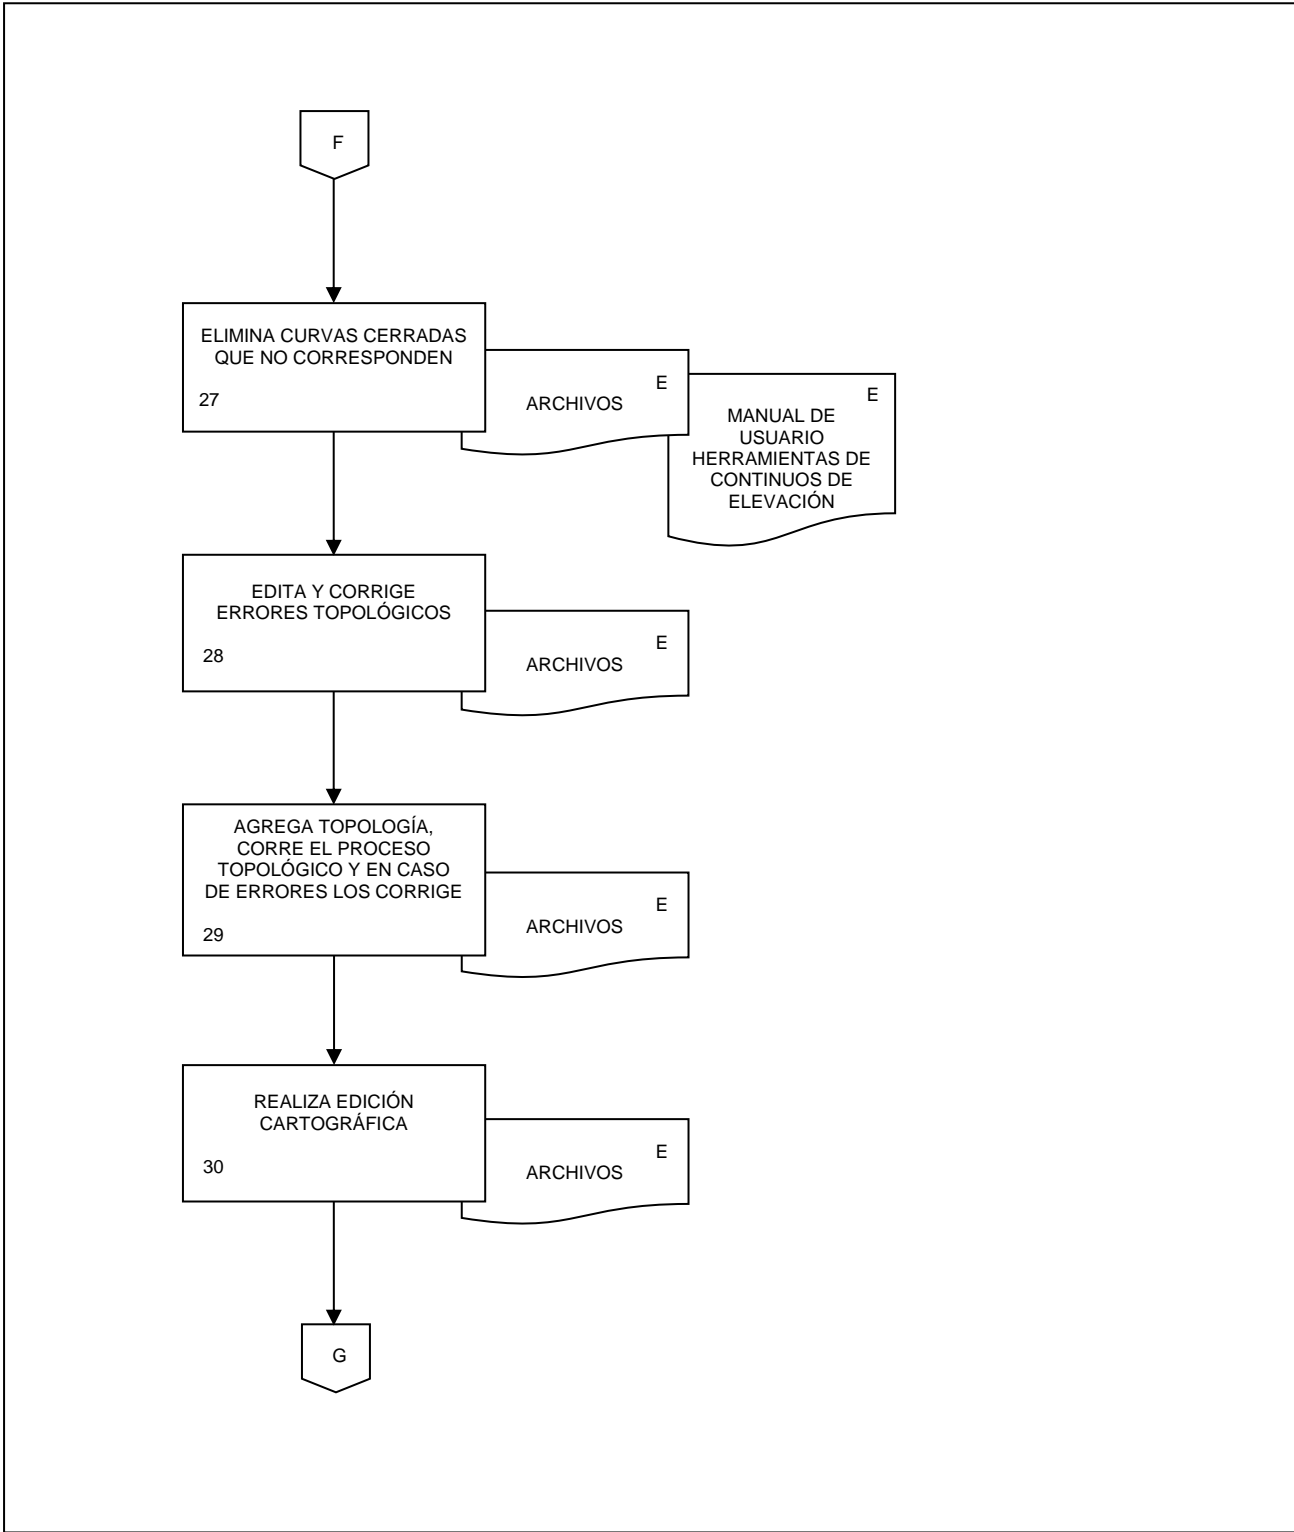 F
ELIMINA CURVAS CERRADAS
QUE NO CORRESPONDEN
27
E
ARCHIVOS
E
MANUAL DE
USUARIO
HERRAMIENTAS DE
CONTINUOS DE
ELEVACIÓN
EDITA Y CORRIGE
ERRORES TOPOLÓGICOS
28
E
ARCHIVOS
AGREGA TOPOLOGÍA,
CORRE EL PROCESO
TOPOLÓGICO Y EN CASO
DE ERRORES LOS CORRIGE
29
E
ARCHIVOS
REALIZA EDICIÓN
CARTOGRÁFICA
30
E
ARCHIVOS
G